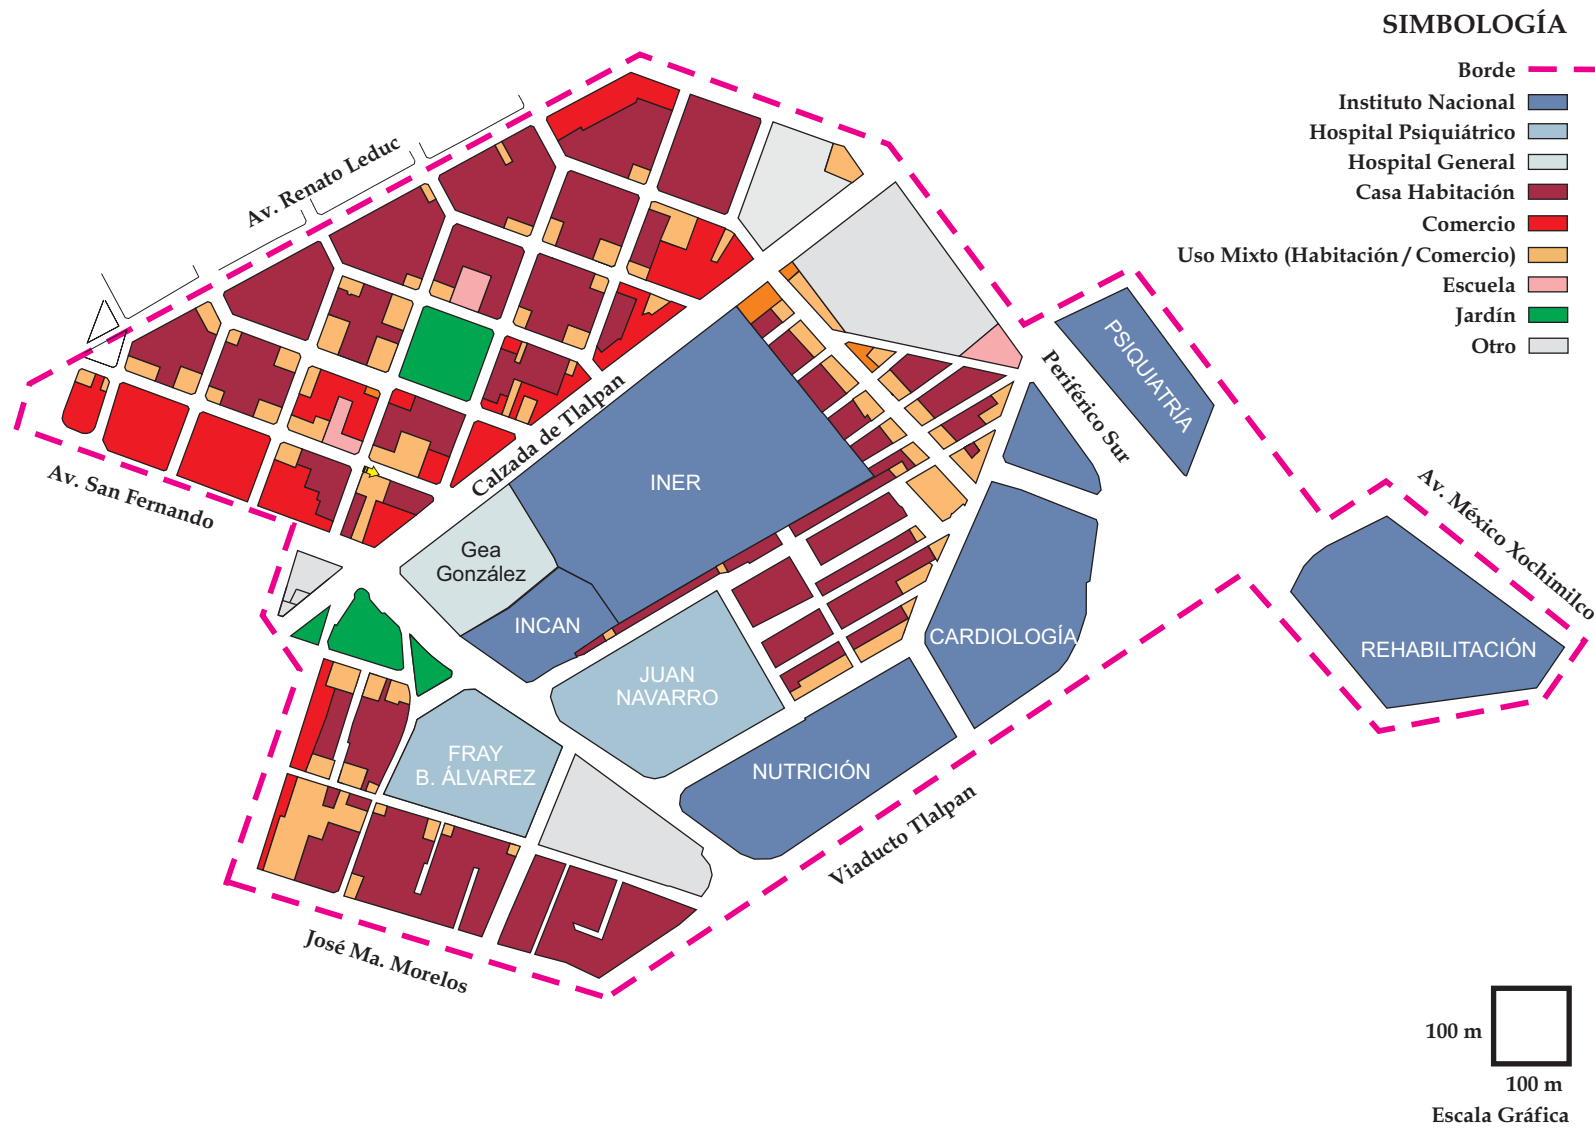 SIMBOLOGÍA
Borde
Instituto Nacional
Hospital Psiquiátrico
Hospital General
Casa Habitación
Comercio
Uso Mixto (Habitación / Comercio)
Escuela
Jardín
Otro
Av. Renato Leduc
PSIQUIATRÍA
Periférico Sur
Calzada de Tlalpan
Av. San Fernando
INER
Av. México Xochimilco
Gea
González
INCAN
CARDIOLOGÍA
REHABILITACIÓN
JUAN
NAVARRO
FRAY
B. ÁLVAREZ
NUTRICIÓN
Viaducto Tlalpan
José Ma. Morelos
100 m
100 m
Escala Gráfica